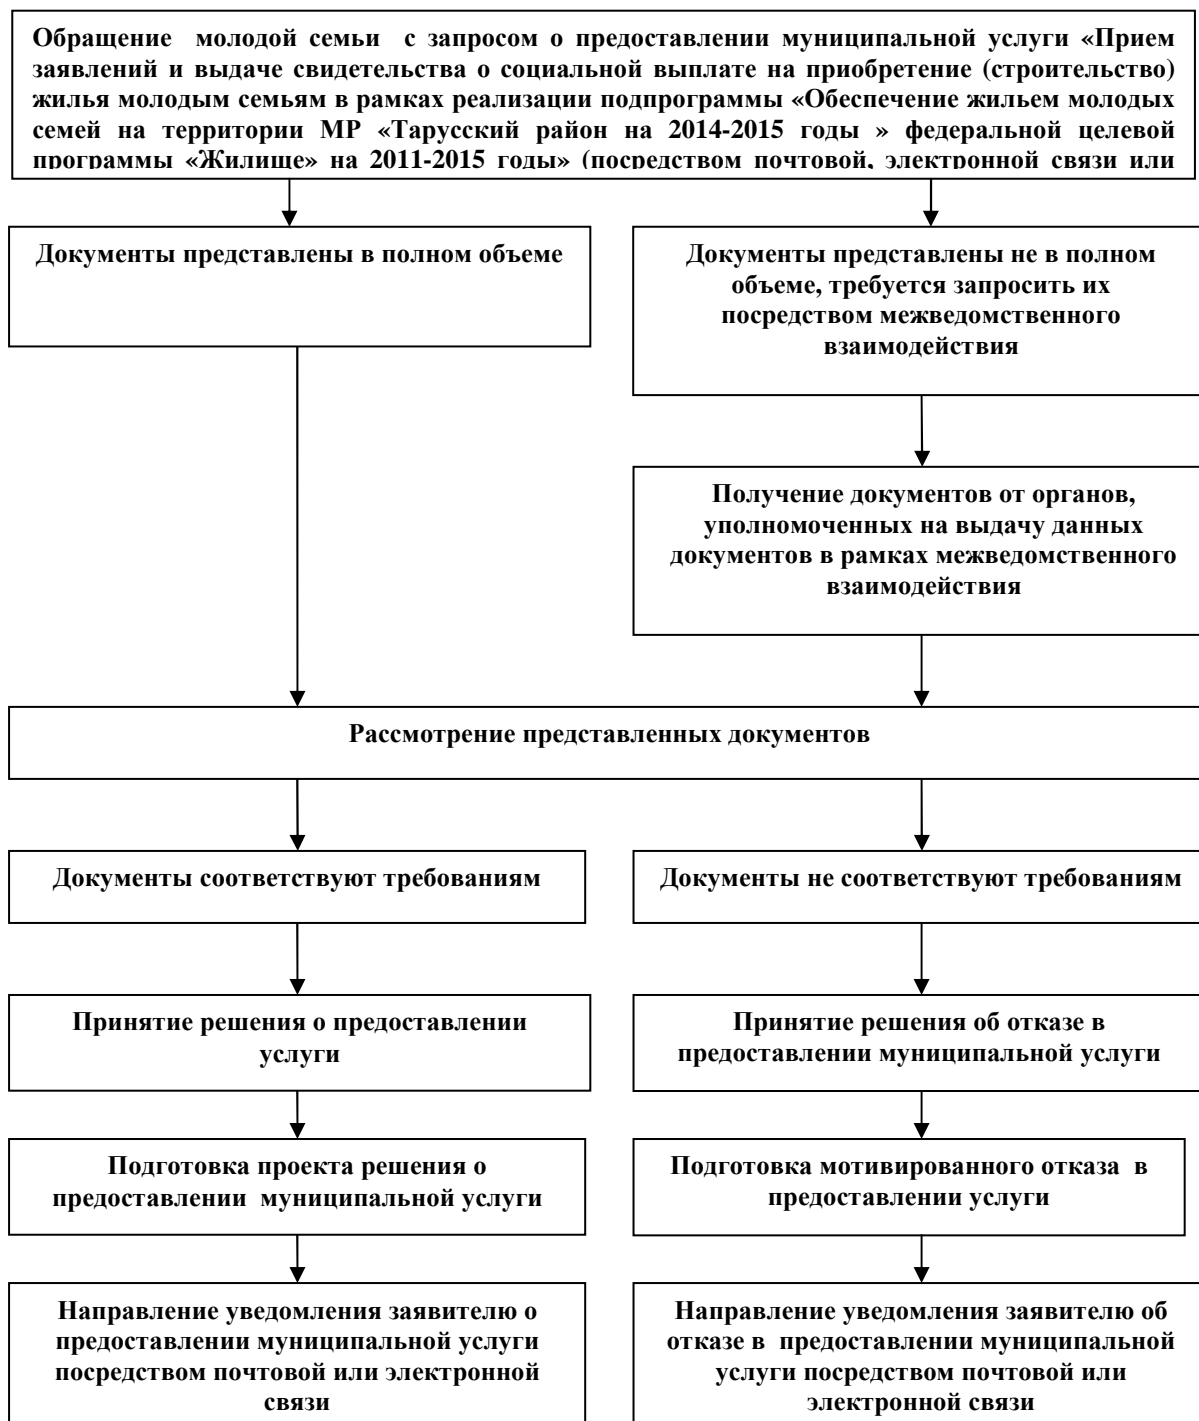 Обращение молодой семьи с запросом о предоставлении муниципальной услуги «Прием
заявлений и выдаче свидетельства о социальной выплате на приобретение (строительство)
жилья молодым семьям в рамках реализации подпрограммы «Обеспечение жильем молодых
семей на территории МР «Тарусский район на 2014-2015 годы » федеральной целевой
программы «Жилище» на 2011-2015 годы» (посредством почтовой, электронной связи или
Документы представлены в полном объеме
Документы представлены не в полном
объеме, требуется запросить их
посредством межведомственного
взаимодействия
Получение документов от органов,
уполномоченных на выдачу данных
документов в рамках межведомственного
взаимодействия
Рассмотрение представленных документов
Документы соответствуют требованиям
Документы не соответствуют требованиям
Принятие решения о предоставлении
услуги
Принятие решения об отказе в
предоставлении муниципальной услуги
Подготовка проекта решения о
предоставлении муниципальной услуги
Подготовка мотивированного отказа в
предоставлении услуги
Направление уведомления заявителю о
предоставлении муниципальной услуги
посредством почтовой или электронной
связи
Направление уведомления заявителю об
отказе в предоставлении муниципальной
услуги посредством почтовой или
электронной связи